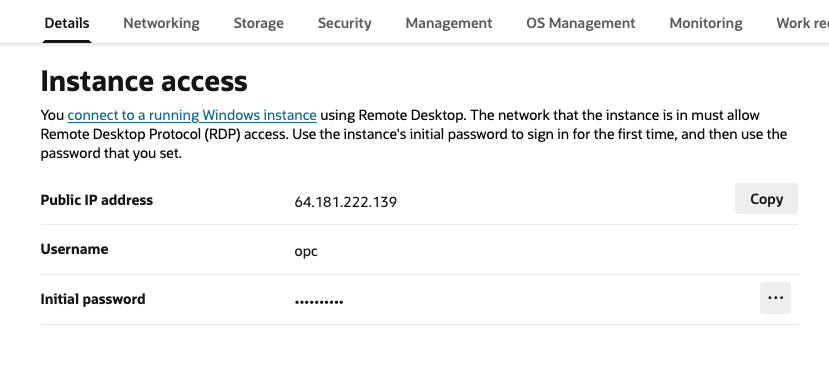 Details Networking Storage Security Management OS Management Monitoring Work
Instance access
You connect to a running Windows instance using Remote Desktop. The network that the instance is in must allow
Remote Desktop Protocol (RDP) access. Use the instance's initial password to sign in for the first time, and then use the
password that you set.
Public IP address 64.181.222.139 Copy
Username opc
Initial password •••••••••• ...